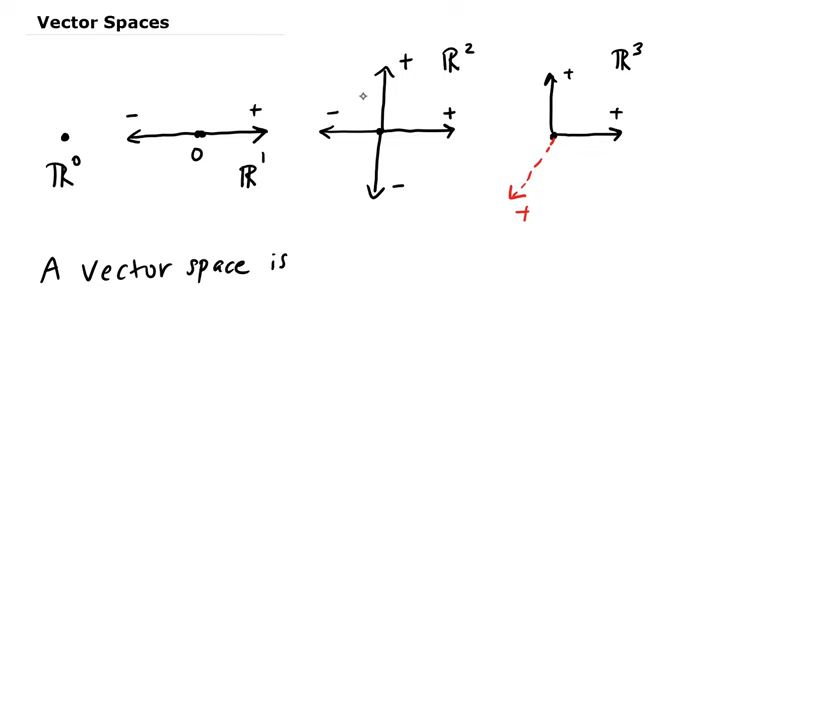 Vector Spaces
ℝ⁰
- + 0 ℝ¹
+ - + - ℝ²
+ + + ℝ³
A vector space is